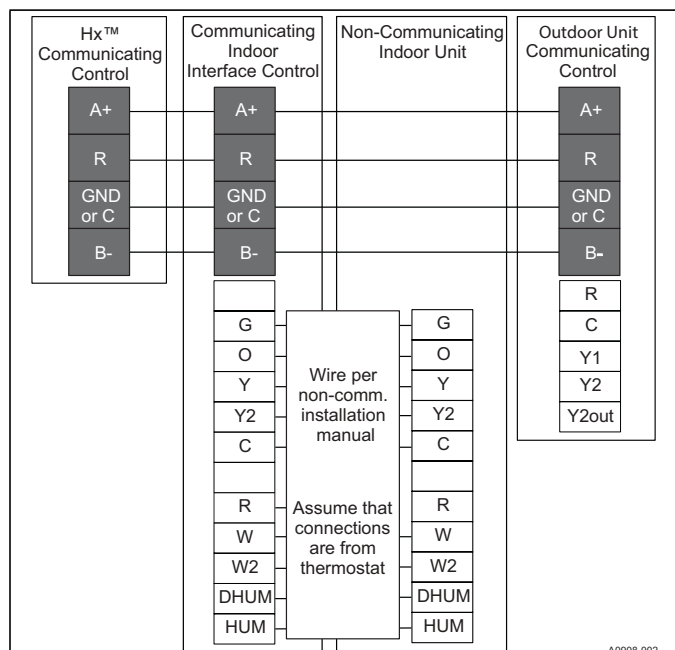 Hx™
Communicating
Control
A+
R
GND
or C
B-
Communicating
Indoor
Interface Control
A+
R
GND
or C
B-
G
O
Y
Y2
C
R
W
W2
DHUM
HUM
Wire per
non-comm.
installation
manual
Assume that
connections
are from
thermostat
Non-Communicating
Indoor Unit
G
O
Y
Y2
C
R
W
W2
DHUM
HUM
Outdoor Unit
Communicating
Control
A+
R
GND
or C
B-
R
C
Y1
Y2
Y2out